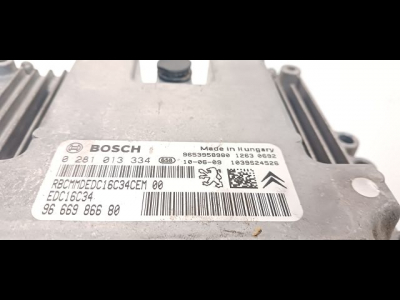 BOSCH
Made in Hungary
0 281 013 334
9653958980 1263 0692
10-06-09 1039S24526
RBCMMDEDC16C34CEM 00
EDC16C34
96 669 866 80